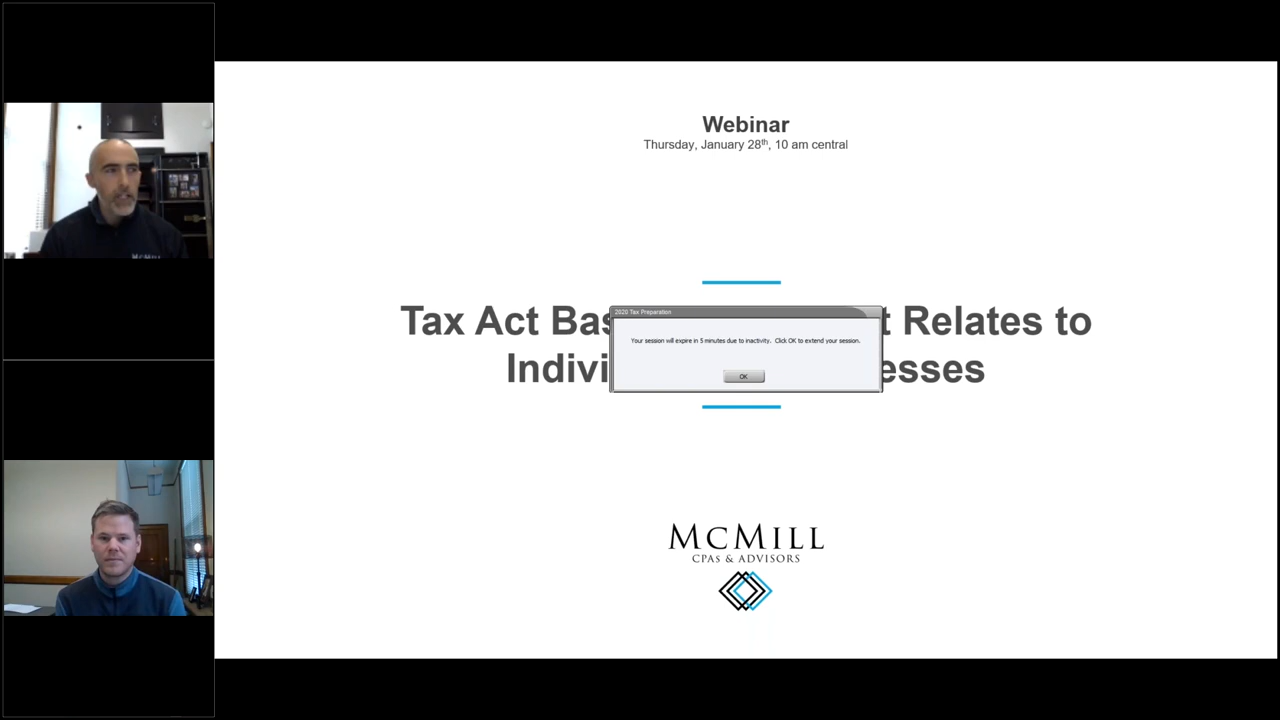 Webinar
Thursday, January 28th, 10 am central
Tax Act Bas
t Relates to
Indivi
esses
2020 Tax Preparation
Your session will expire in 5 minutes due to inactivity. Click OK to extend your session.
OK
MCMILL
CPAS & ADVISORS
MCMILL